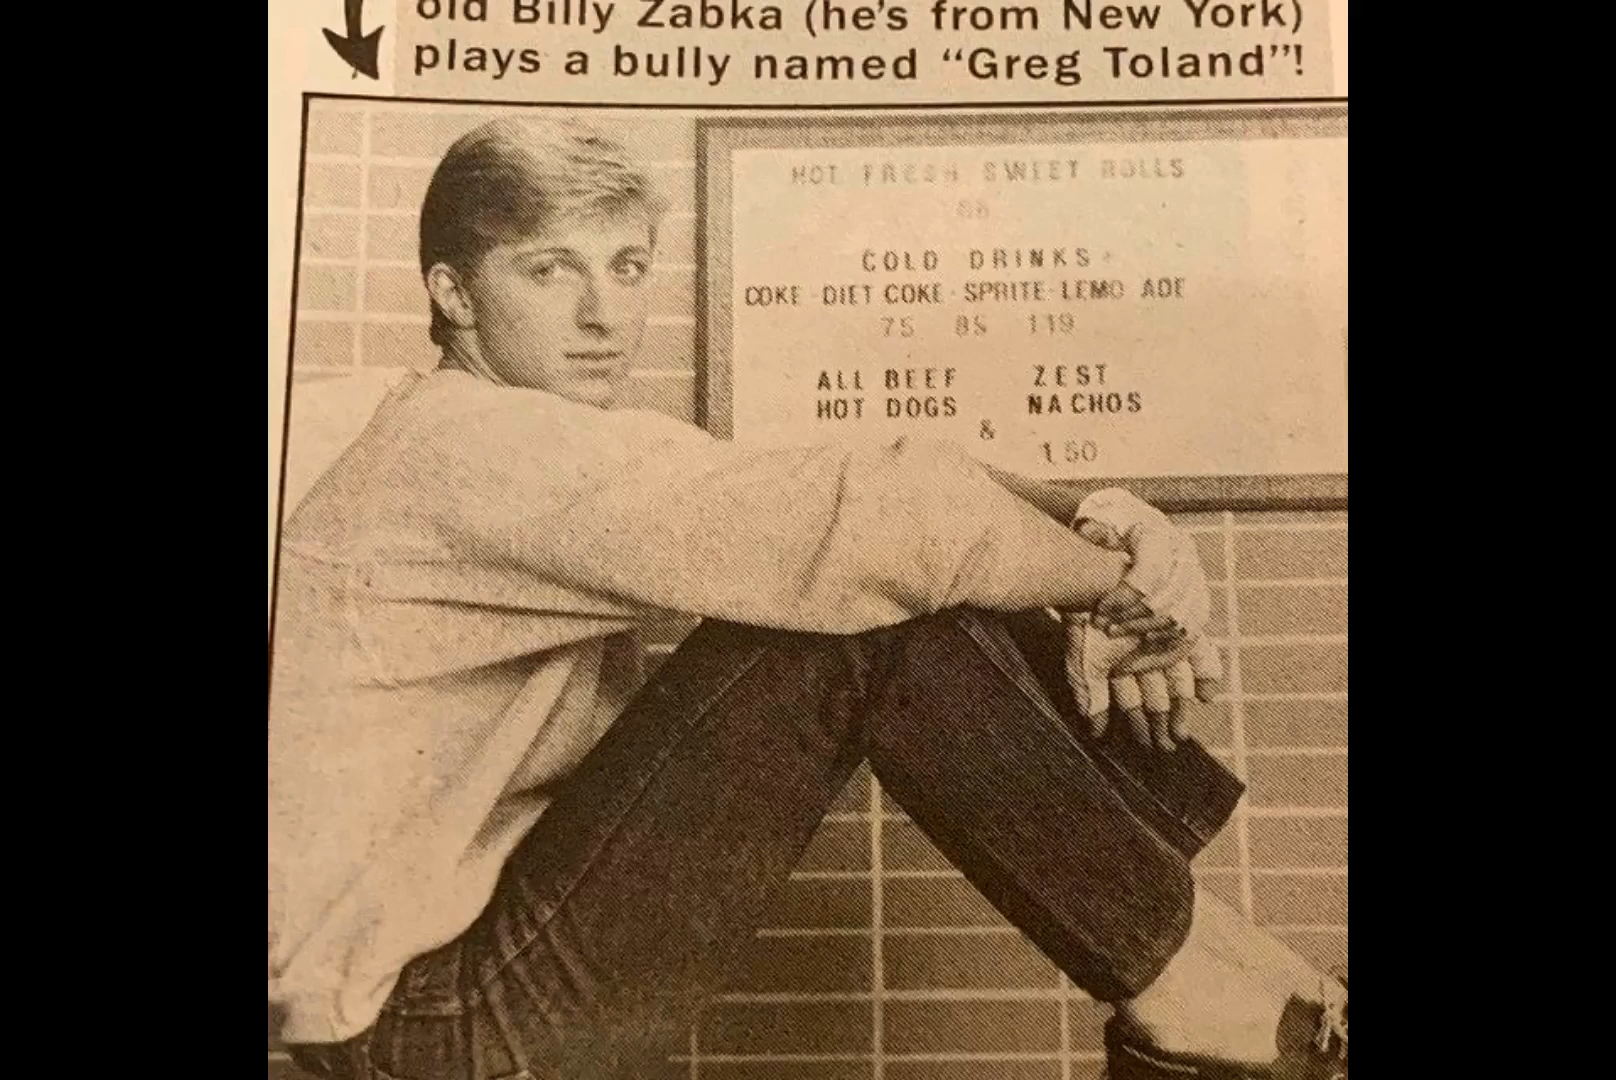 old Billy Zabka (he's from New York)
plays a bully named “Greg Toland”!
HOT FRESH SWEET ROLLS
COLD DRINKS
COKE DIET COKE SPRITE LEMO ADE
75 85 119
ALL BEEF ZEST
HOT DOGS NACHOS
&
1 50